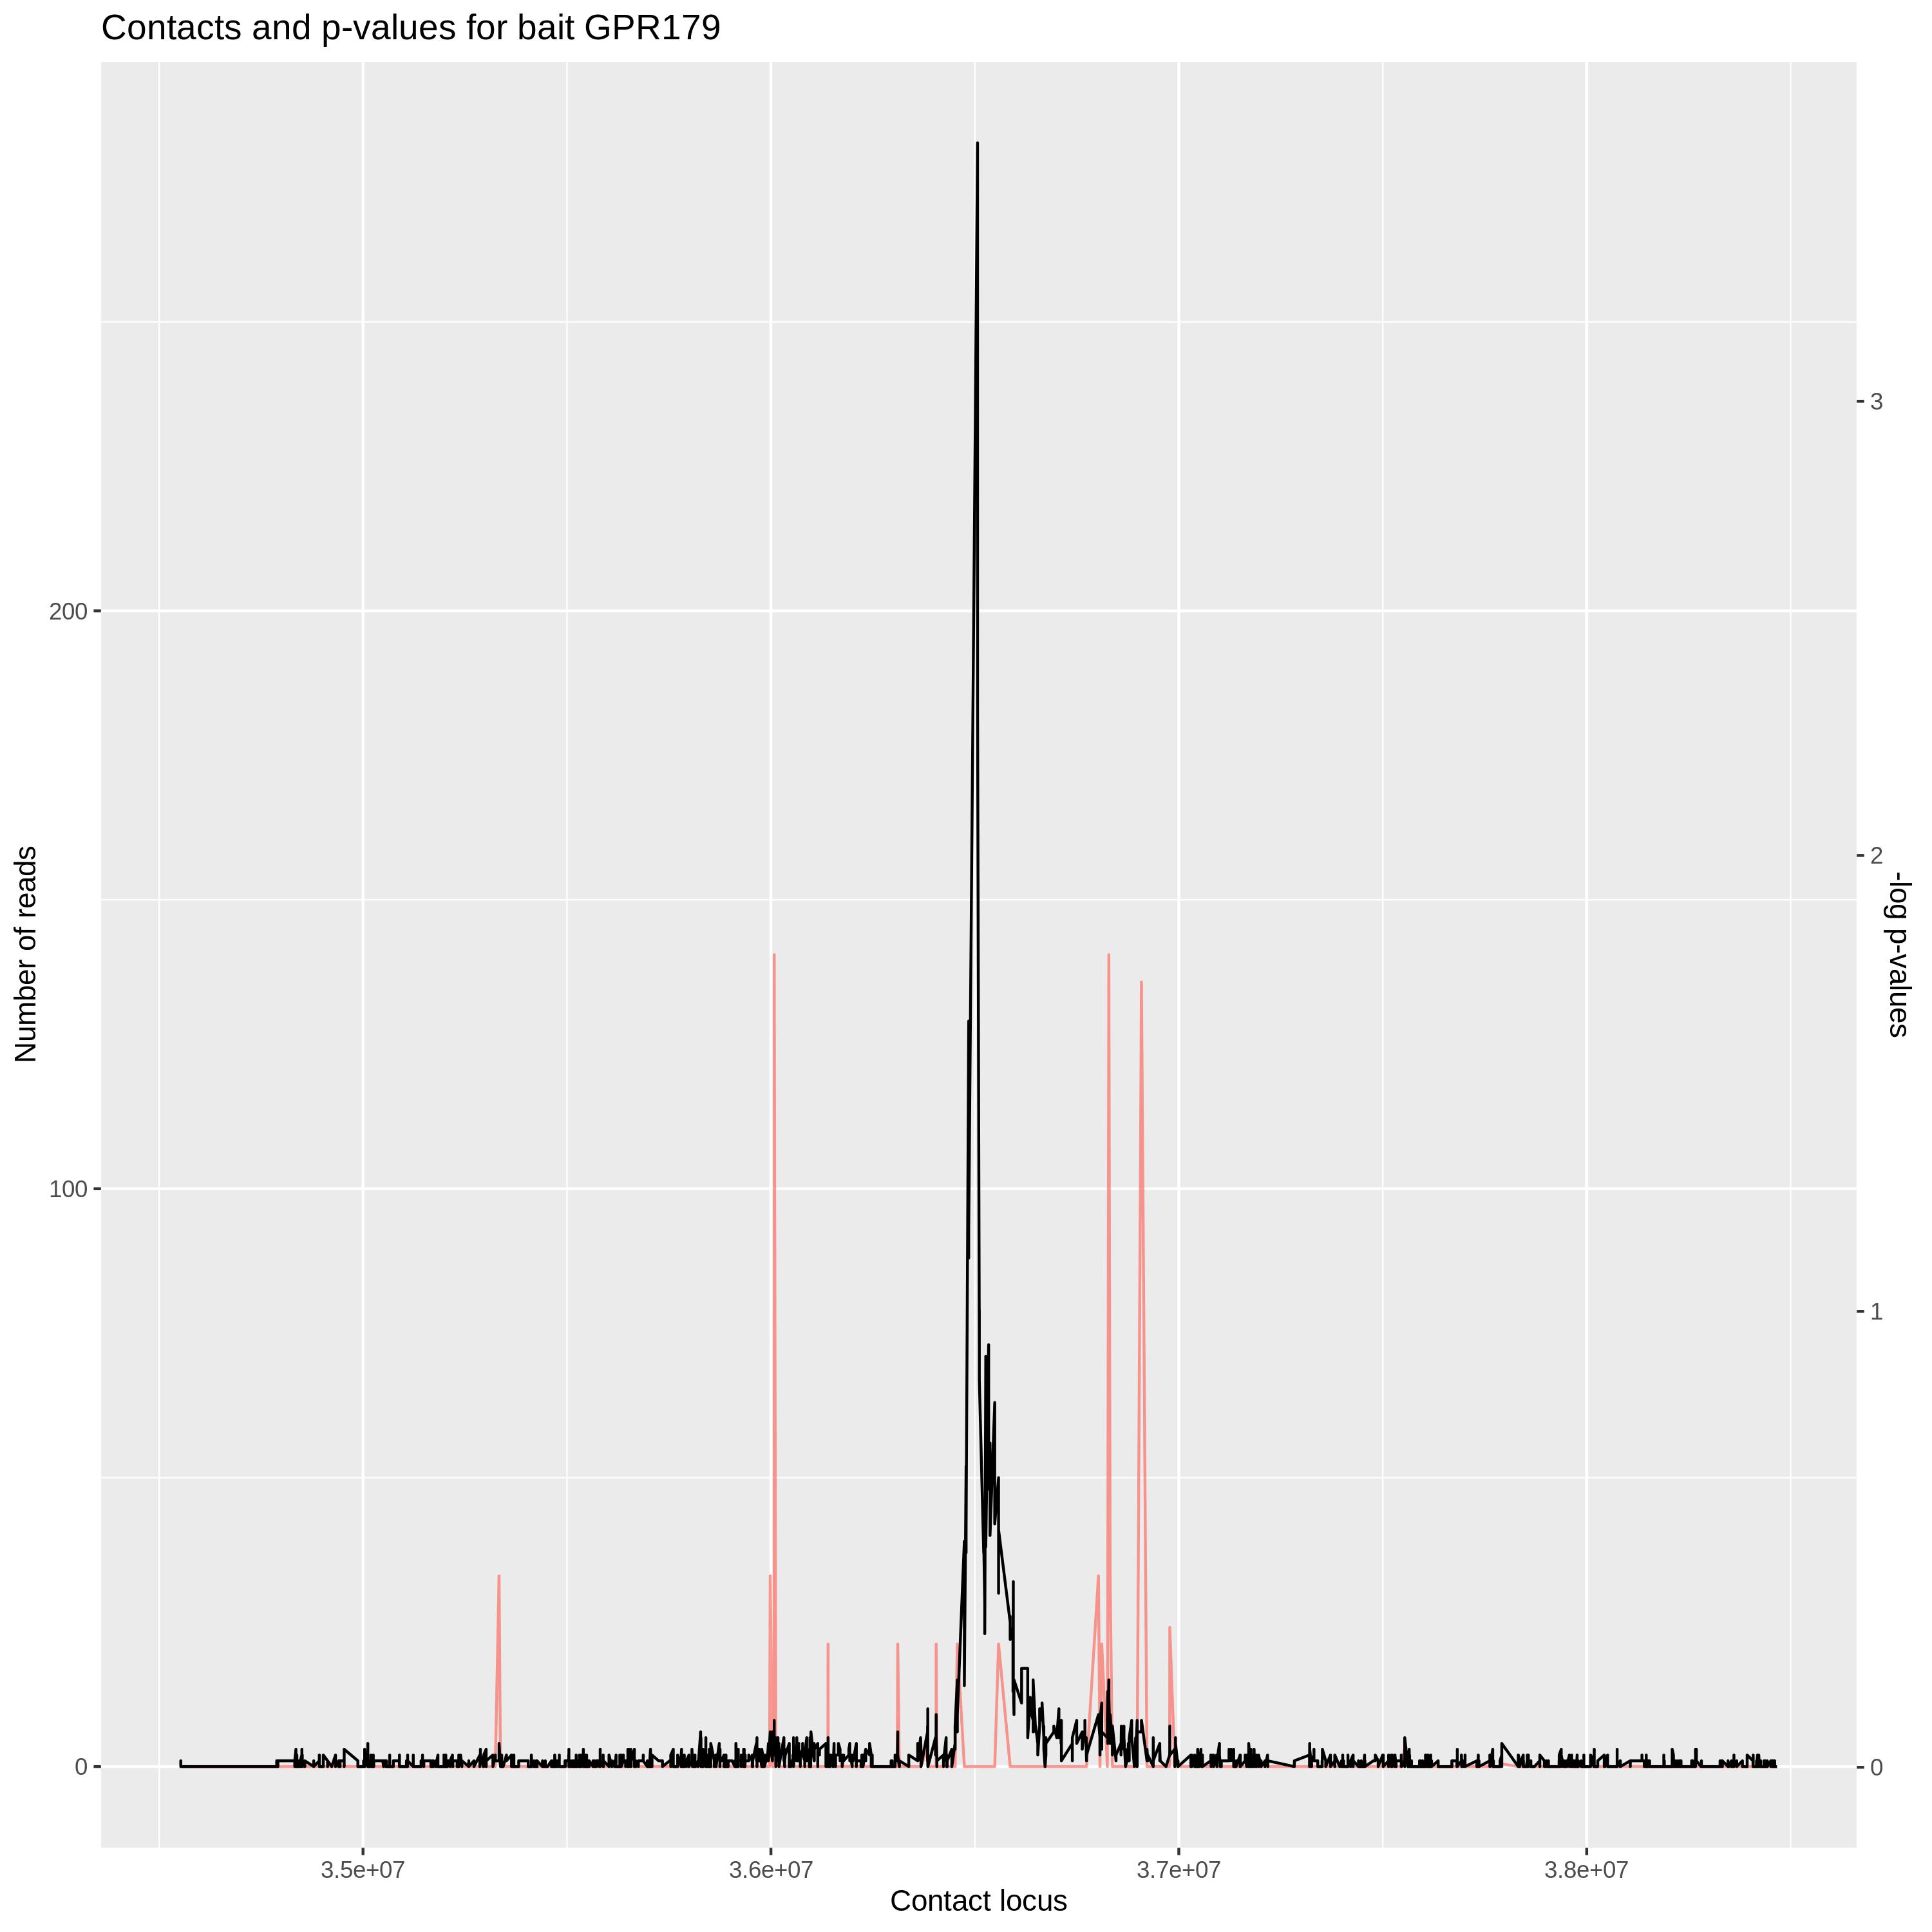 Contacts and p-values for bait GPR179
Number of reads
200
100
0
3
2
1
0
-log p-values
3.5e+07 3.6e+07 3.7e+07 3.8e+07
Contact locus